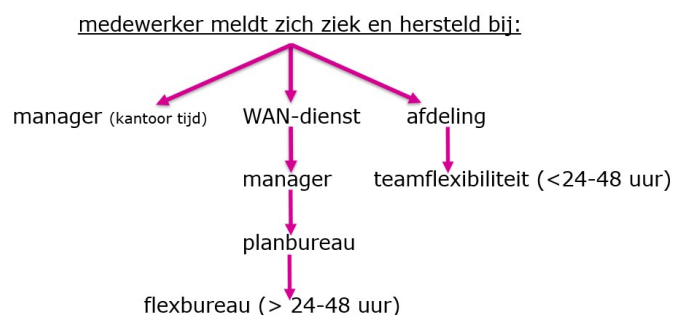 medewerker meldt zich ziek en hersteld bij:
manager (kantoor tijd) WAN-dienst afdeling
manager teamflexibiliteit (<24-48 uur)
planbureau
flexbureau (> 24-48 uur)